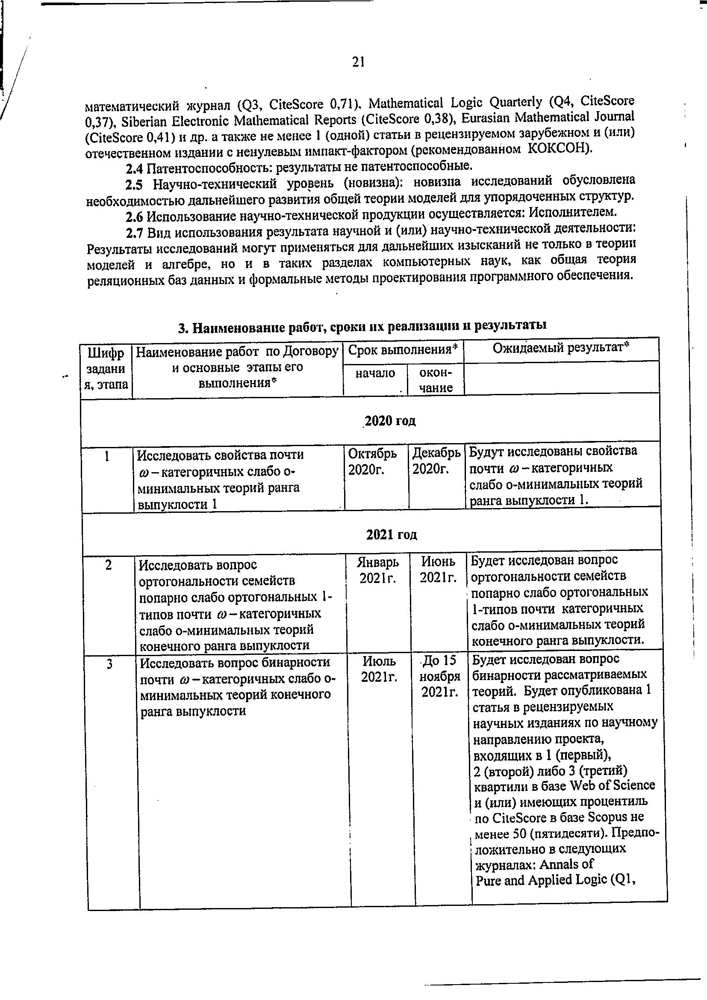 21
математический журнал (Q3, CiteScore 0,71), Mathematical Logic Quarterly (Q4, CiteScore
0,37), Siberian Electronic Mathematical Reports (CiteScore 0,38), Eurasian Mathematical Journal
(CiteScore 0,41) и др. а также не менее 1 (одной) статьи в рецензируемом зарубежном и (или)
отечественном издании с ненулевым импакт-фактором (рекомендованном КОКСОН).
2.4 Патентоспособность: результаты не патентоспособные.
2.5 Научно-технический уровень (новизна): новизна исследований обусловлена
необходимостью дальнейшего развития общей теории моделей для упорядоченных структур.
2.6 Использование научно-технической продукции осуществляется: Исполнителем.
2.7 Вид использования результата научной и (или) научно-технической деятельности:
Результаты исследований могут применяться для дальнейших изысканий не только в теории
моделей и алгебре, но и в таких разделах компьютерных наук, как общая теория
реляционных баз данных и формальные методы проектирования программного обеспечения.
3. Наименование работ, сроки их реализации и результаты
Шифр
задани
я, этапа
Наименование работ по Договору
и основные этапы его
выполнения*
Срок выполнения*
начало
окон-
чание
Ожидаемый результат*
2020 год
1
Исследовать свойства почти
ω – категоричных слабо о-
минимальных теорий ранга
выпуклости 1
Октябрь
2020г.
Декабрь
2020г.
Будут исследованы свойства
почти ω – категоричных
слабо о-минимальных теорий
ранга выпуклости 1.
2021 год
2
Исследовать вопрос
ортогональности семейств
попарно слабо ортогональных 1-
типов почти ω – категоричных
слабо о-минимальных теорий
конечного ранга выпуклости
Январь
2021г.
Июнь
2021г.
Будет исследован вопрос
ортогональности семейств
попарно слабо ортогональных
1-типов почти категоричных
слабо о-минимальных теорий
конечного ранга выпуклости.
3
Исследовать вопрос бинарности
почти ω – категоричных слабо о-
минимальных теорий конечного
ранга выпуклости
Июль
2021г.
До 15
ноября
2021г.
Будет исследован вопрос
бинарности рассматриваемых
теорий. Будет опубликована 1
статья в рецензируемых
научных изданиях по научному
направлению проекта,
входящих в 1 (первый),
2 (второй) либо 3 (третий)
квартили в базе Web of Science
и (или) имеющих процентиль
по CiteScore в базе Scopus не
менее 50 (пятидесяти). Предпо-
ложительно в следующих
журналах: Annals of
Pure and Applied Logic (Q1,